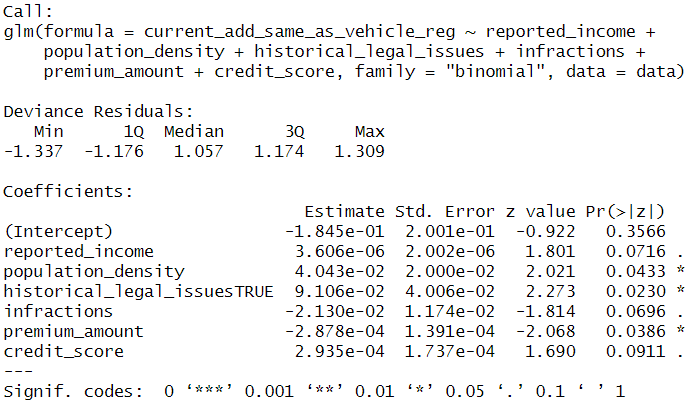 Call:
glm(formula = current_add_same_as_vehicle_reg ~ reported_income +
    population_density + historical_legal_issues + infractions +
    premium_amount + credit_score, family = "binomial", data = data)

Deviance Residuals:
   Min      1Q  Median      3Q     Max
-1.337  -1.176   1.057   1.174   1.309

Coefficients:
                             Estimate Std. Error z value Pr(>|z|)
(Intercept)                -1.845e-01  2.001e-01  -0.922   0.3566
reported_income             3.606e-06  2.002e-06   1.801   0.0716 .
population_density          4.043e-02  2.000e-02   2.021   0.0433 *
historical_legal_issuesTRUE  9.106e-02  4.006e-02   2.273   0.0230 *
infractions                -2.130e-02  1.174e-02  -1.814   0.0696 .
premium_amount             -2.878e-04  1.391e-04  -2.068   0.0386 *
credit_score                2.935e-04  1.737e-04   1.690   0.0911 .
---
Signif. codes:  0 ‘***’ 0.001 ‘**’ 0.01 ‘*’ 0.05 ‘.’ 0.1 ‘ ’ 1